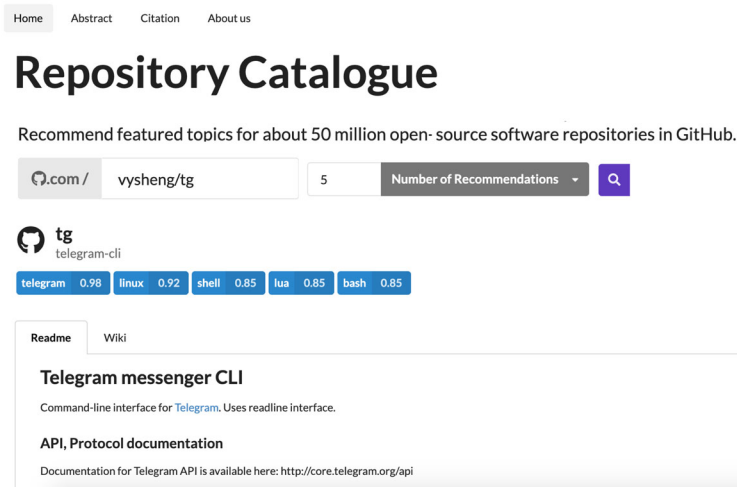 Home Abstract Citation About us
Repository Catalogue
Recommend featured topics for about 50 million open- source software repositories in GitHub.
.com / vysheng/tg 5 Number of Recommendations
tg
telegram-cli
telegram 0.98 linux 0.92 shell 0.85 lua 0.85 bash 0.85
Readme Wiki
Telegram messenger CLI
Command-line interface for Telegram. Uses readline interface.
API, Protocol documentation
Documentation for Telegram API is available here: http://core.telegram.org/api